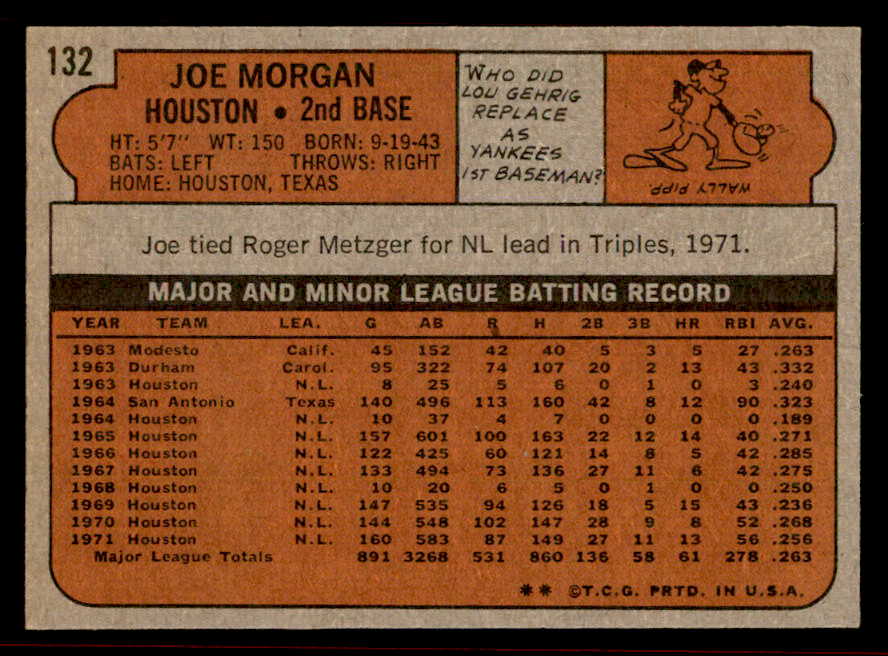 132
JOE MORGAN
HOUSTON • 2nd BASE
HT: 5'7" WT: 150 BORN: 9-19-43
BATS: LEFT THROWS: RIGHT
HOME: HOUSTON, TEXAS
WHO DID
LOU GEHRIG
REPLACE
AS
YANKEES
1ST BASEMAN?
WALLY PIPP
Joe tied Roger Metzger for NL lead in Triples, 1971.
MAJOR AND MINOR LEAGUE BATTING RECORD
YEAR TEAM LEA. G AB R H 2B 3B HR RBI AVG.
1963 Modesto Calif. 45 152 42 40 5 3 5 27 .263
1963 Durham Carol. 95 322 74 107 20 2 13 43 .332
1963 Houston N.L. 8 25 5 6 0 1 0 3 .240
1964 San Antonio Texas 140 496 113 160 42 8 12 90 .323
1964 Houston N.L. 10 37 4 7 0 0 0 0 .189
1965 Houston N.L. 157 601 100 163 22 12 14 40 .271
1966 Houston N.L. 122 425 60 121 14 8 5 42 .285
1967 Houston N.L. 133 494 73 136 27 11 6 42 .275
1968 Houston N.L. 10 20 6 5 0 1 0 0 .250
1969 Houston N.L. 147 535 94 126 18 5 15 43 .236
1970 Houston N.L. 144 548 102 147 28 9 8 52 .268
1971 Houston N.L. 160 583 87 149 27 11 13 56 .256
Major League Totals 891 3268 531 860 136 58 61 278 .263
** ©T.C.G. PRTD. IN U.S.A.